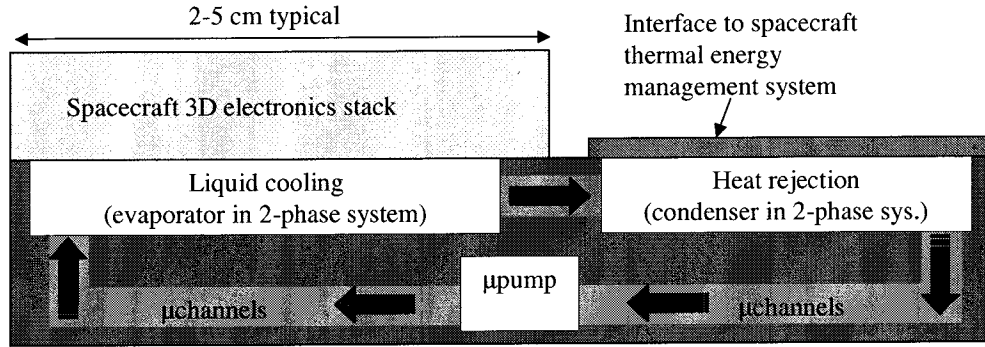 2-5 cm typical
Interface to spacecraft
thermal energy
management system
Spacecraft 3D electronics stack
Liquid cooling
(evaporator in 2-phase system)
Heat rejection
(condenser in 2-phase sys.)
μpump
μchannels
μchannels